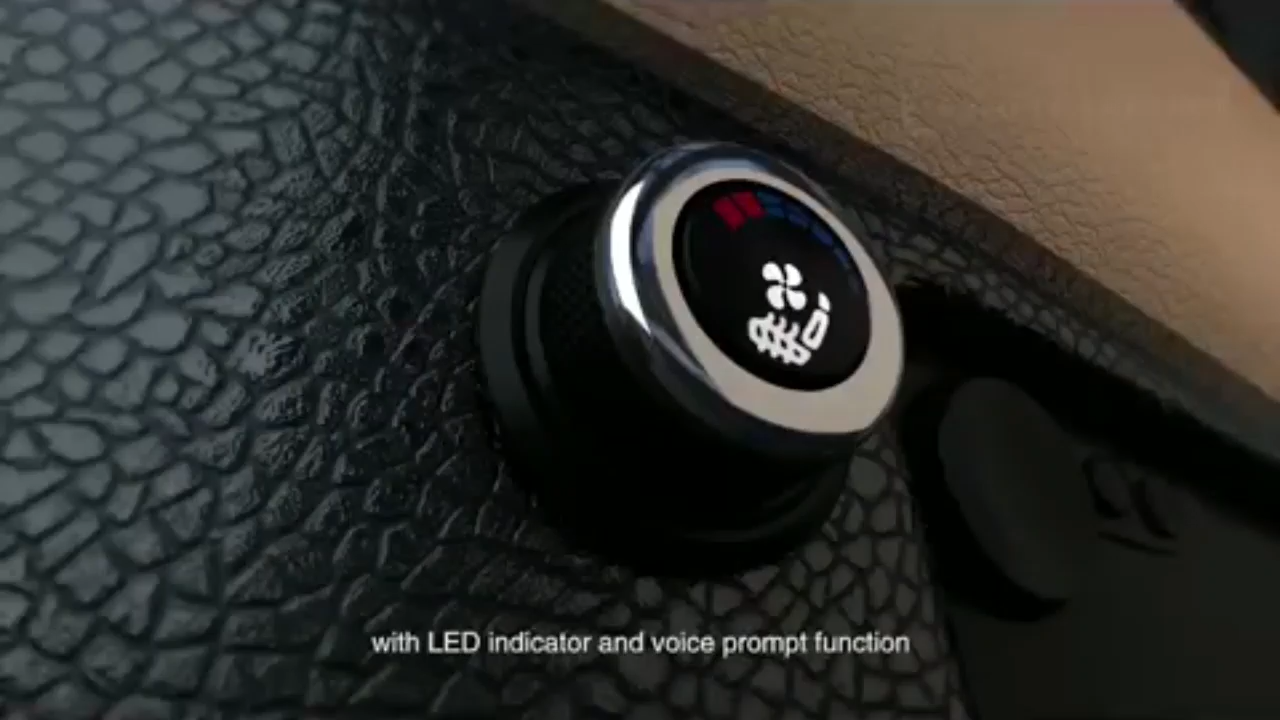 with LED indicator and voice prompt function